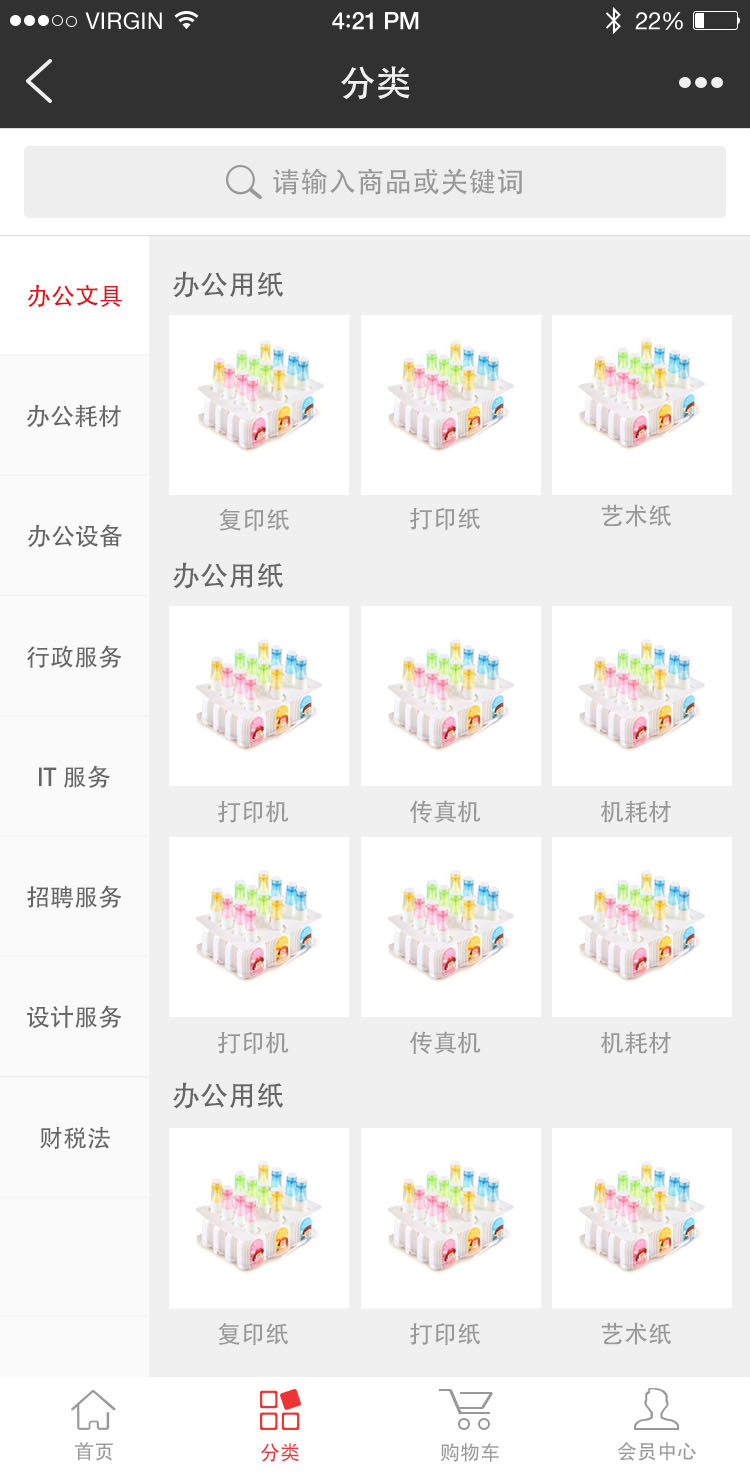 VIRGIN 4:21 PM 22%
分类
请输入商品或关键词
办公文具
办公耗材
办公设备
行政服务
IT 服务
招聘服务
设计服务
财税法
办公用纸
复印纸 打印纸 艺术纸
办公用纸
打印机 传真机 机耗材
打印机 传真机 机耗材
办公用纸
复印纸 打印纸 艺术纸
首页 分类 购物车 会员中心